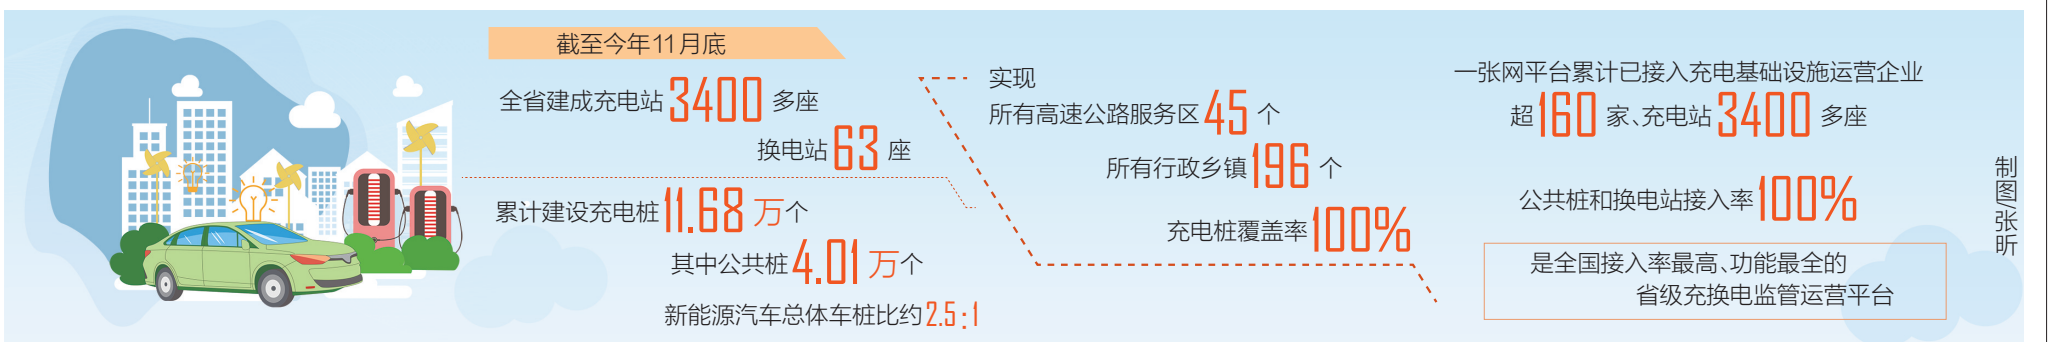 截至今年11月底
全省建成充电站3400多座
换电站63座
累计建设充电桩11.68万个
其中公共桩4.01万个
新能源汽车总体车桩比约2.5:1
实现
所有高速公路服务区45个
所有行政乡镇196个
充电桩覆盖率100%
一张网平台累计已接入充电基础设施运营企业
超160家、充电站3400多座
公共桩和换电站接入率100%
是全国接入率最高、功能最全的
省级充换电监管运营平台
制图/张昕